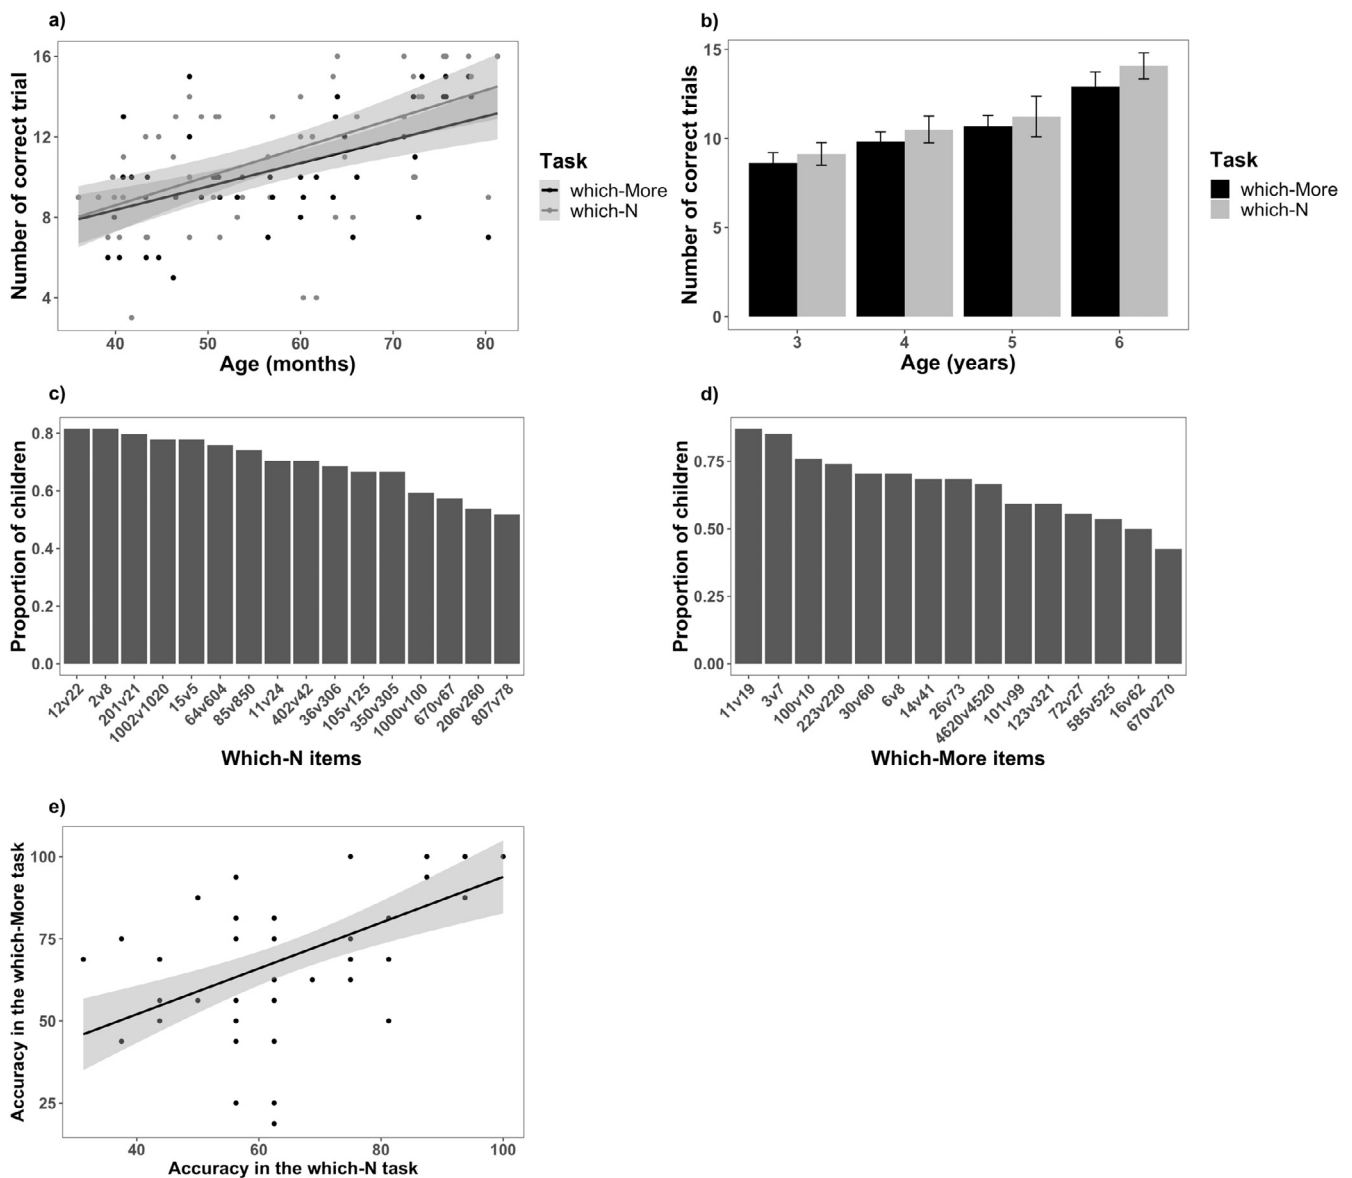 a)
Number of correct trial
16
12
8
4
40 50 60 70 80
Age (months)
Task
which-More
which-N
b)
Number of correct trials
15
10
5
0
3 4 5 6
Age (years)
Task
which-More
which-N
c)
Proportion of children
0.8
0.6
0.4
0.2
0.0
12v22
2v8
201v21
1002v1020
15v5
64v604
85v850
11v24
402v42
36v306
105v125
350v305
1000v100
670v67
206v260
807v78
Which-N items
d)
Proportion of children
0.75
0.50
0.25
0.00
11v19
3v7
100v10
223v220
30v60
6v8
14v41
26v73
4620v4520
101v99
123v321
72v27
585v525
16v62
670v270
Which-More items
e)
Accuracy in the which-More task
100
75
50
25
40 60 80 100
Accuracy in the which-N task